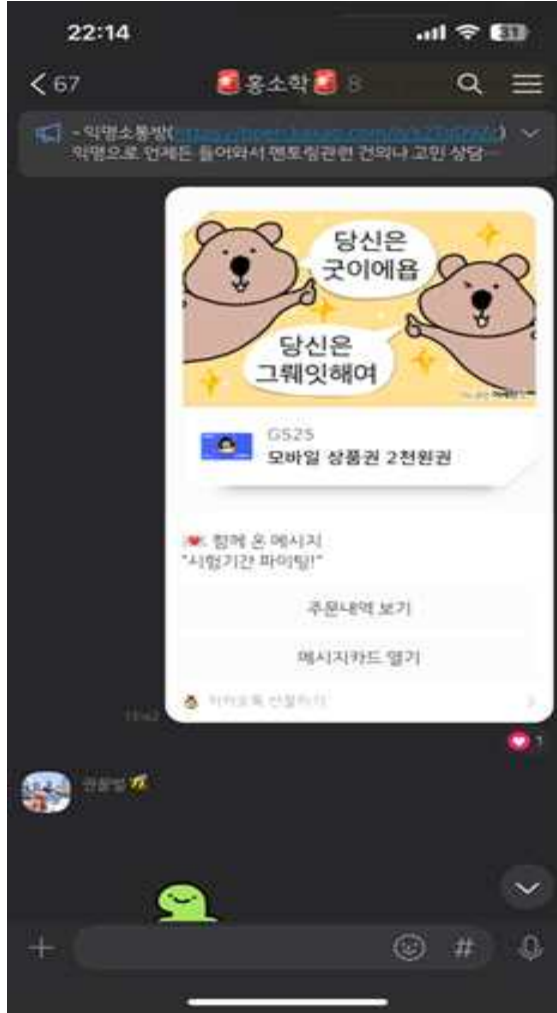 22:14
31
67
홍소학
8
- 익명소통방(
)
익명으로 언제든 들어와서 멘토링관련 건의나 고민 상담…
당신은
굿이에욥
당신은
그뤠잇해여
GS25
모바일 상품권 2천원권
함께 온 메시지
"시험기간 파이팅!"
주문내역 보기
메시지카드 열기
카카오톡 선물하기
1
#